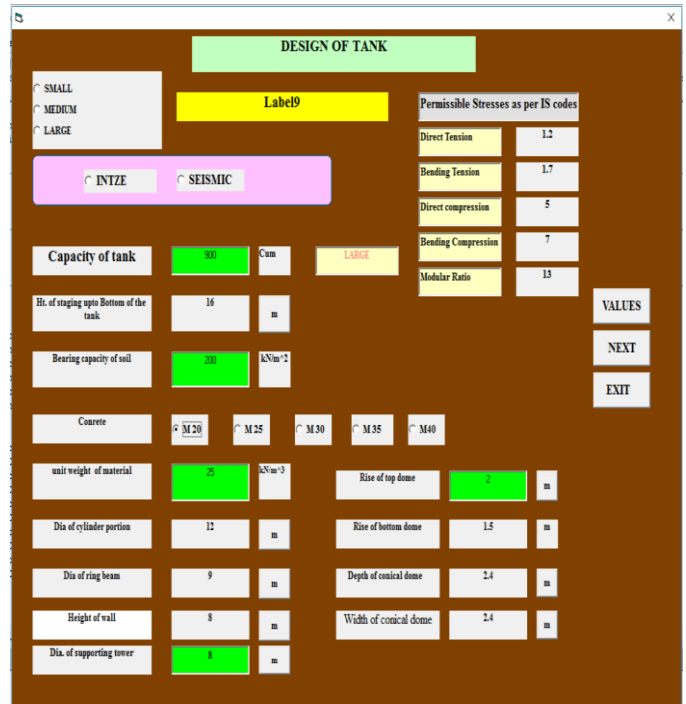 X
DESIGN OF TANK
SMALL
MEDIUM
LARGE
Label9
Permissible Stresses as per IS codes
Direct Tension 1.2
Bending Tension 1.7
Direct compression 5
Bending Compression 7
Modular Ratio 13
INTZE SEISMIC
Capacity of tank 900 Cum LARGE
Ht. of staging upto Bottom of the
tank
16 m
Bearing capacity of soil 200 kN/m^2
VALUES
NEXT
EXIT
Conrete M 20 M 25 M 30 M 35 M40
unit weight of material 25 kN/m^3
Rise of top dome 2 m
Dia of cylinder portion 12 m
Rise of bottom dome 1.5 m
Dia of ring beam 9 m
Depth of conical dome 2.4 m
Height of wall 8 m
Width of conical dome 2.4 m
Dia. of supporting tower 8 m